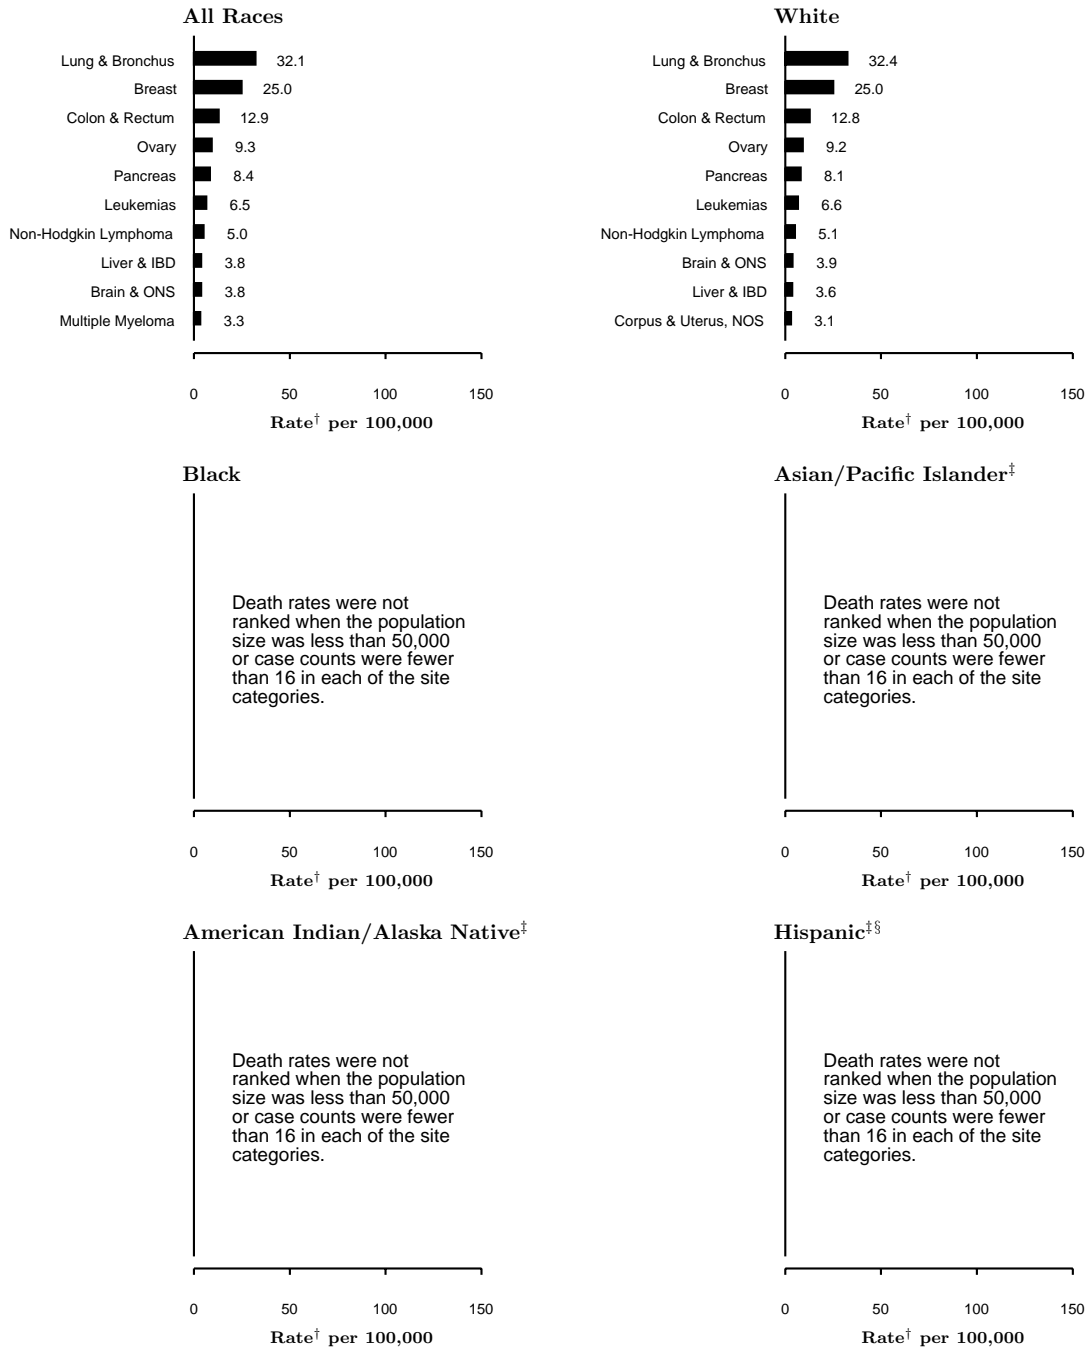 All Races
Lung & Bronchus 32.1
Breast 25.0
Colon & Rectum 12.9
Ovary 9.3
Pancreas 8.4
Leukemias 6.5
Non-Hodgkin Lymphoma 5.0
Liver & IBD 3.8
Brain & ONS 3.8
Multiple Myeloma 3.3
0 50 100 150
Rate† per 100,000
White
Lung & Bronchus 32.4
Breast 25.0
Colon & Rectum 12.8
Ovary 9.2
Pancreas 8.1
Leukemias 6.6
Non-Hodgkin Lymphoma 5.1
Brain & ONS 3.9
Liver & IBD 3.6
Corpus & Uterus, NOS 3.1
0 50 100 150
Rate† per 100,000
Black
Death rates were not
ranked when the population
size was less than 50,000
or case counts were fewer
than 16 in each of the site
categories.
0 50 100 150
Rate† per 100,000
Asian/Pacific Islander‡
Death rates were not
ranked when the population
size was less than 50,000
or case counts were fewer
than 16 in each of the site
categories.
0 50 100 150
Rate† per 100,000
American Indian/Alaska Native‡
Death rates were not
ranked when the population
size was less than 50,000
or case counts were fewer
than 16 in each of the site
categories.
0 50 100 150
Rate† per 100,000
Hispanic‡§
Death rates were not
ranked when the population
size was less than 50,000
or case counts were fewer
than 16 in each of the site
categories.
0 50 100 150
Rate† per 100,000